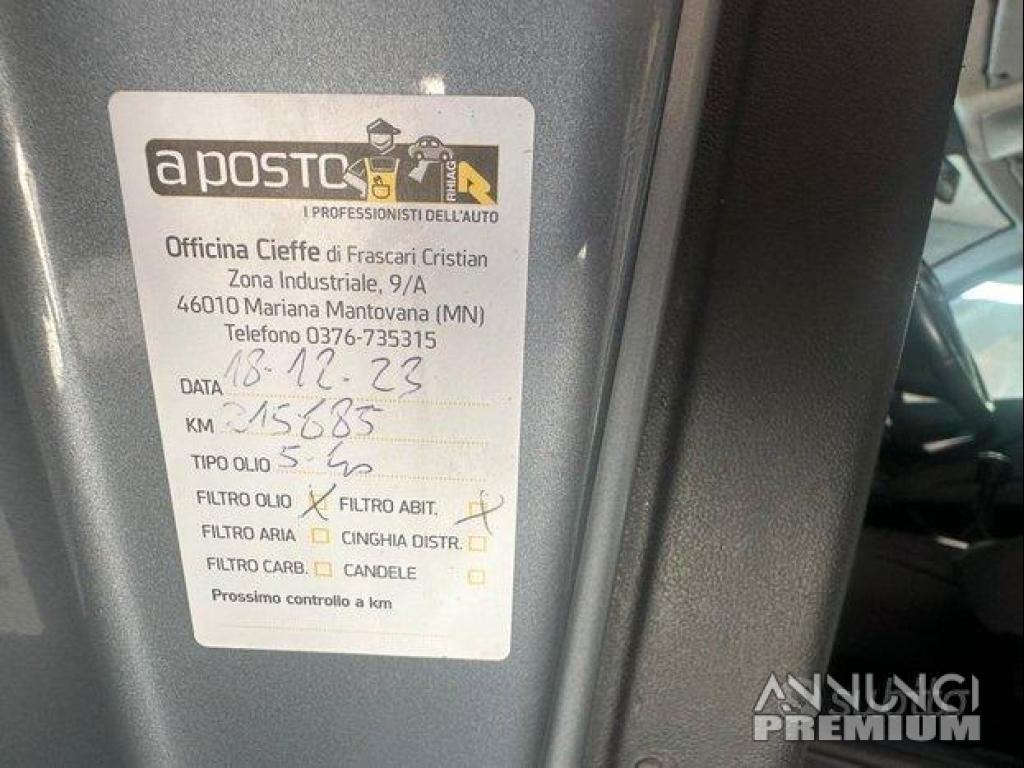 a POSTO
RHIAG
I PROFESSIONISTI DELL'AUTO
Officina Cieffe di Frascari Cristian
Zona Industriale, 9/A
46010 Mariana Mantovana (MN)
Telefono 0376-735315
DATA 18-12-23
KM 215685
TIPO OLIO 5-40
FILTRO OLIO X FILTRO ABIT. X
FILTRO ARIA CINGHIA DISTR.
FILTRO CARB. CANDELE
Prossimo controllo a km
ANNUNCI
PREMIUM